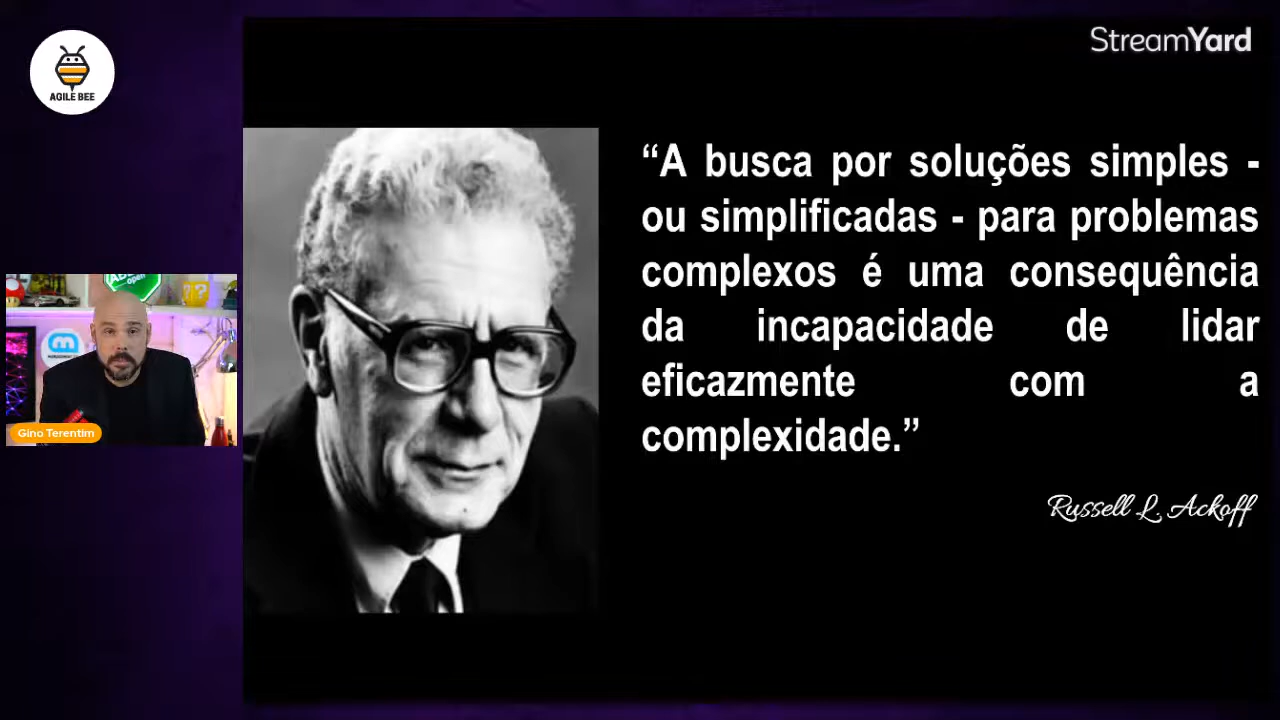 AGILE BEE
StreamYard
“A busca por soluções simples -
ou simplificadas - para problemas
complexos é uma consequência
da incapacidade de lidar
eficazmente com a
complexidade.”
Russell L. Ackoff
open
Gino Terentim